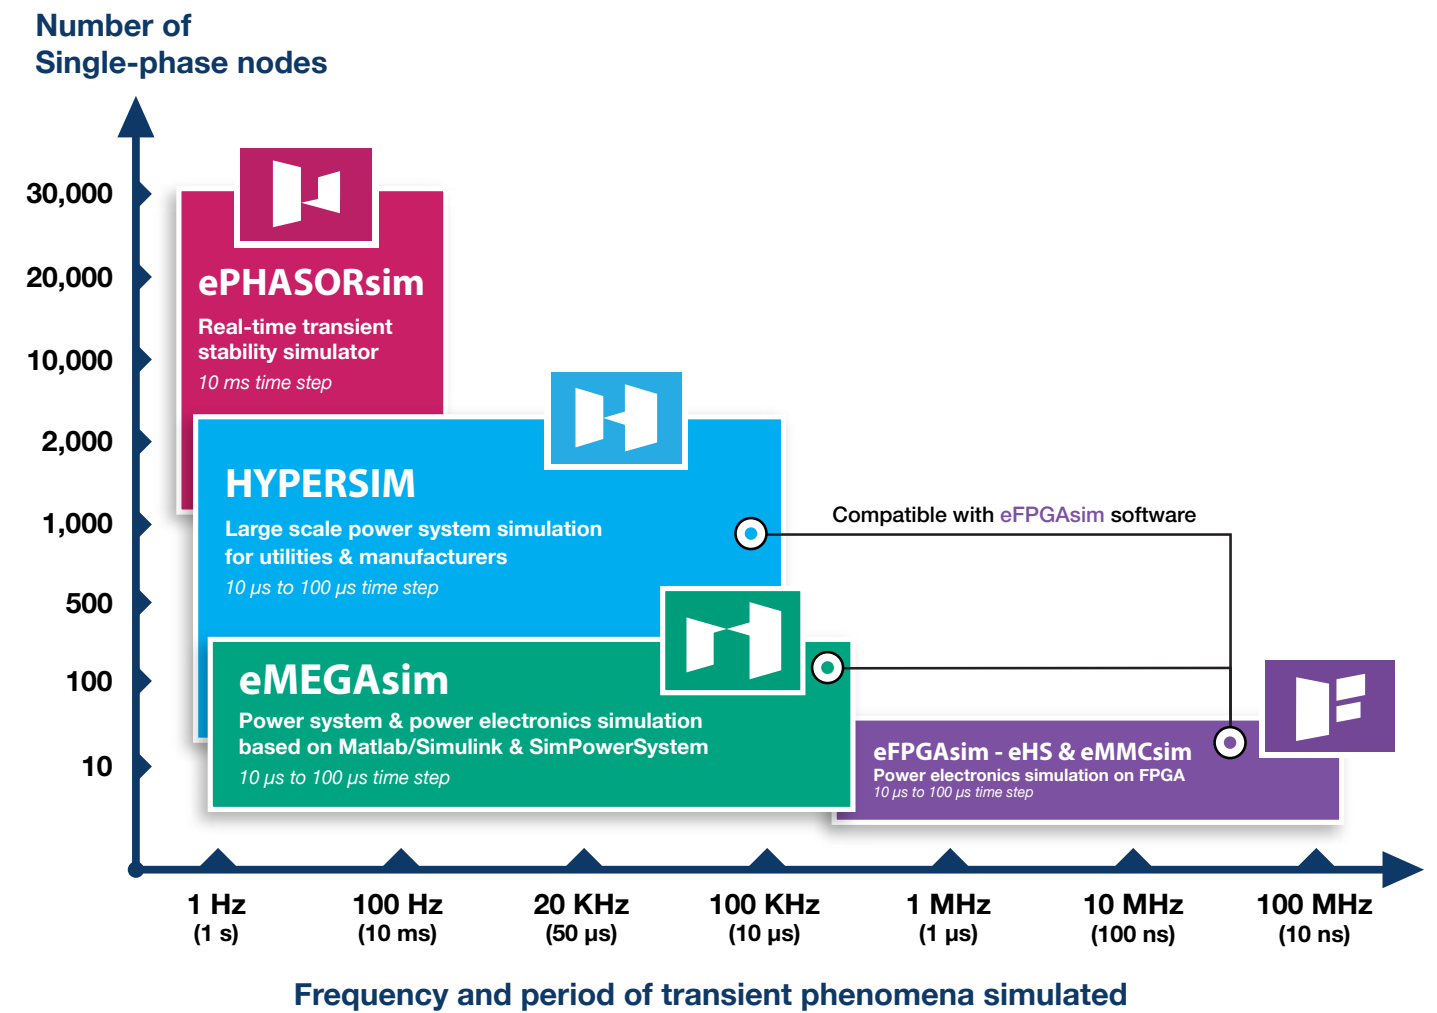 Number of
Single-phase nodes
30,000
20,000
10,000
2,000
1,000
500
100
10
ePHASORsim
Real-time transient
stability simulator
10 ms time step
HYPERSIM
Large scale power system simulation
for utilities & manufacturers
10 µs to 100 µs time step
Compatible with eFPGAsim software
eMEGAsim
Power system & power electronics simulation
based on Matlab/Simulink & SimPowerSystem
10 µs to 100 µs time step
eFPGAsim - eHS & eMMCsim
Power electronics simulation on FPGA
10 µs to 100 µs time step
1 Hz
(1 s)
100 Hz
(10 ms)
20 KHz
(50 µs)
100 KHz
(10 µs)
1 MHz
(1 µs)
10 MHz
(100 ns)
100 MHz
(10 ns)
Frequency and period of transient phenomena simulated